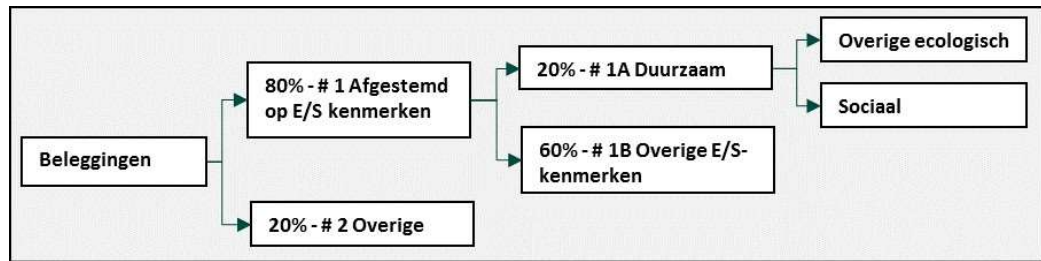 Beleggingen
80% - # 1 Afgestemd
op E/S kenmerken
20% - # 2 Overige
20% - # 1A Duurzaam
60% - # 1B Overige E/S-
kenmerken
Overige ecologisch
Sociaal